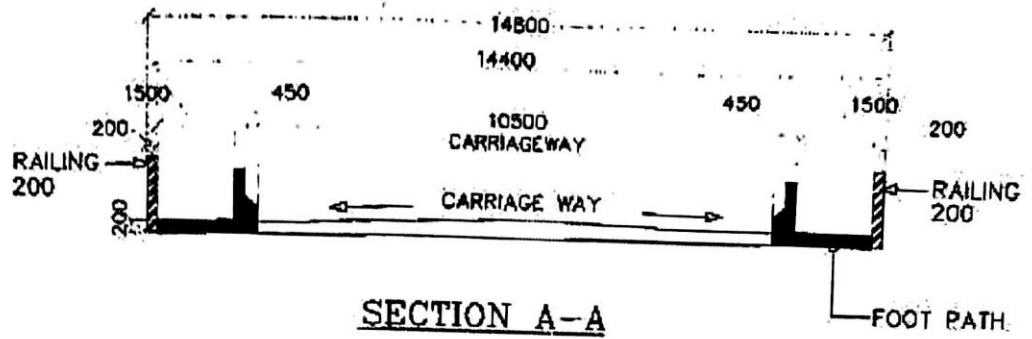 14800
14400
1500 450 450 1500
200 10500 200
CARRIAGEWAY
RAILING
200
CARRIAGE WAY
RAILING
200
200
SECTION A-A
FOOT PATH